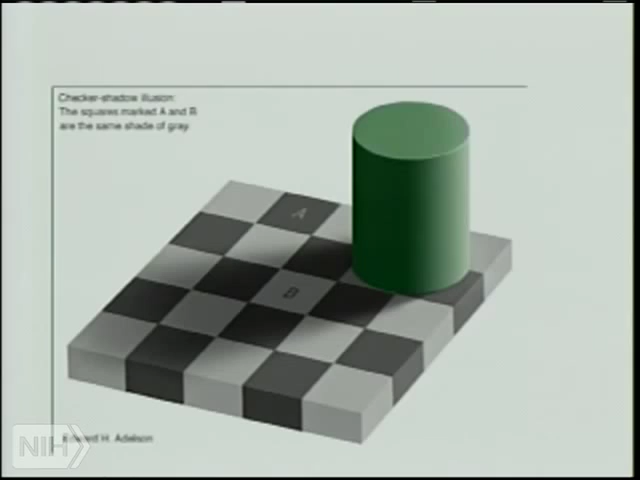 Checker-shadow illusion:
The squares marked A and B
are the same shade of gray
A
B
Edward H. Adelson
NIH